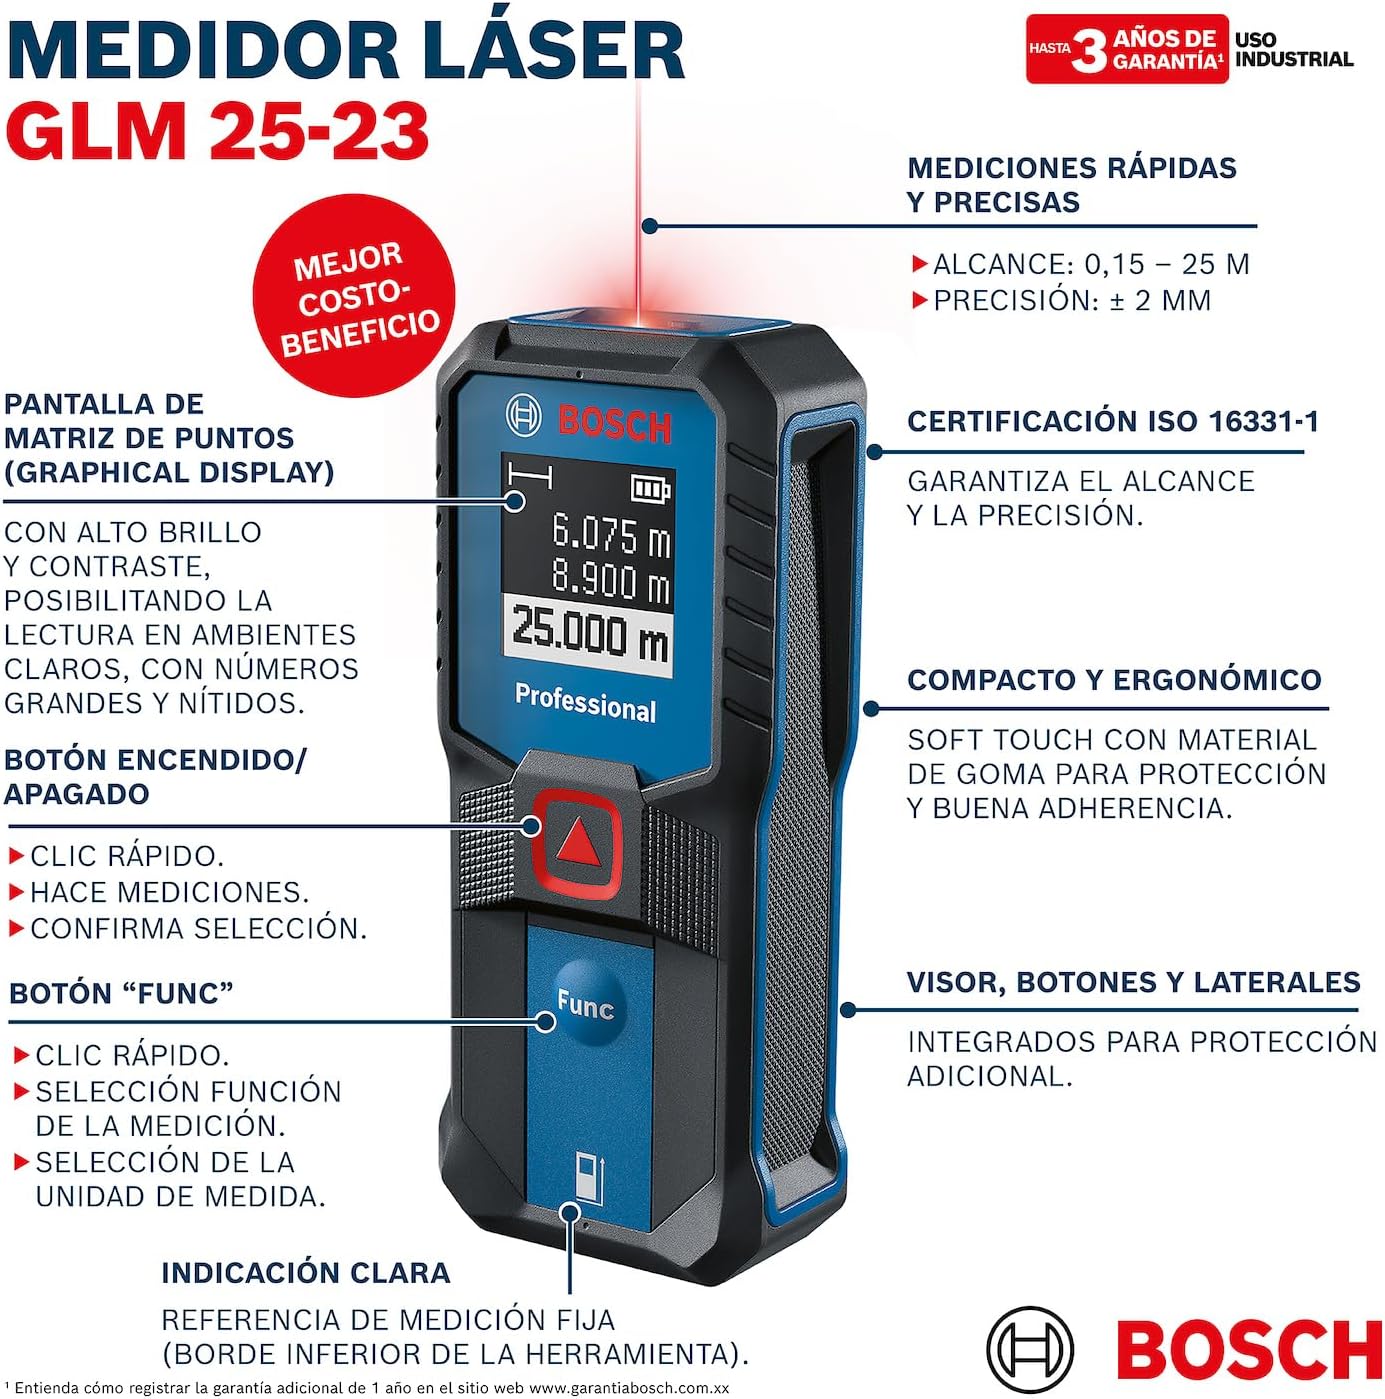 MEDIDOR LÁSER
GLM 25-23
HASTA 3 AÑOS DE GARANTÍA¹
USO INDUSTRIAL
MEJOR
COSTO-
BENEFICIO
MEDICIONES RÁPIDAS
Y PRECISAS
ALCANCE: 0,15 – 25 M
PRECISIÓN: ± 2 MM
PANTALLA DE
MATRIZ DE PUNTOS
(GRAPHICAL DISPLAY)
CON ALTO BRILLO
Y CONTRASTE,
POSIBILITANDO LA
LECTURA EN AMBIENTES
CLAROS, CON NÚMEROS
GRANDES Y NÍTIDOS.
BOTÓN ENCENDIDO/
APAGADO
CLIC RÁPIDO.
HACE MEDICIONES.
CONFIRMA SELECCIÓN.
BOTÓN “FUNC”
CLIC RÁPIDO.
SELECCIÓN FUNCIÓN
DE LA MEDICIÓN.
SELECCIÓN DE LA
UNIDAD DE MEDIDA.
BOSCH
6.075 m
8.900 m
25.000 m
Professional
Func
CERTIFICACIÓN ISO 16331-1
GARANTIZA EL ALCANCE
Y LA PRECISIÓN.
COMPACTO Y ERGONÓMICO
SOFT TOUCH CON MATERIAL
DE GOMA PARA PROTECCIÓN
Y BUENA ADHERENCIA.
VISOR, BOTONES Y LATERALES
INTEGRADOS PARA PROTECCIÓN
ADICIONAL.
INDICACIÓN CLARA
REFERENCIA DE MEDICIÓN FIJA
(BORDE INFERIOR DE LA HERRAMIENTA).
BOSCH
¹ Entienda cómo registrar la garantía adicional de 1 año en el sitio web www.garantiabosch.com.xx